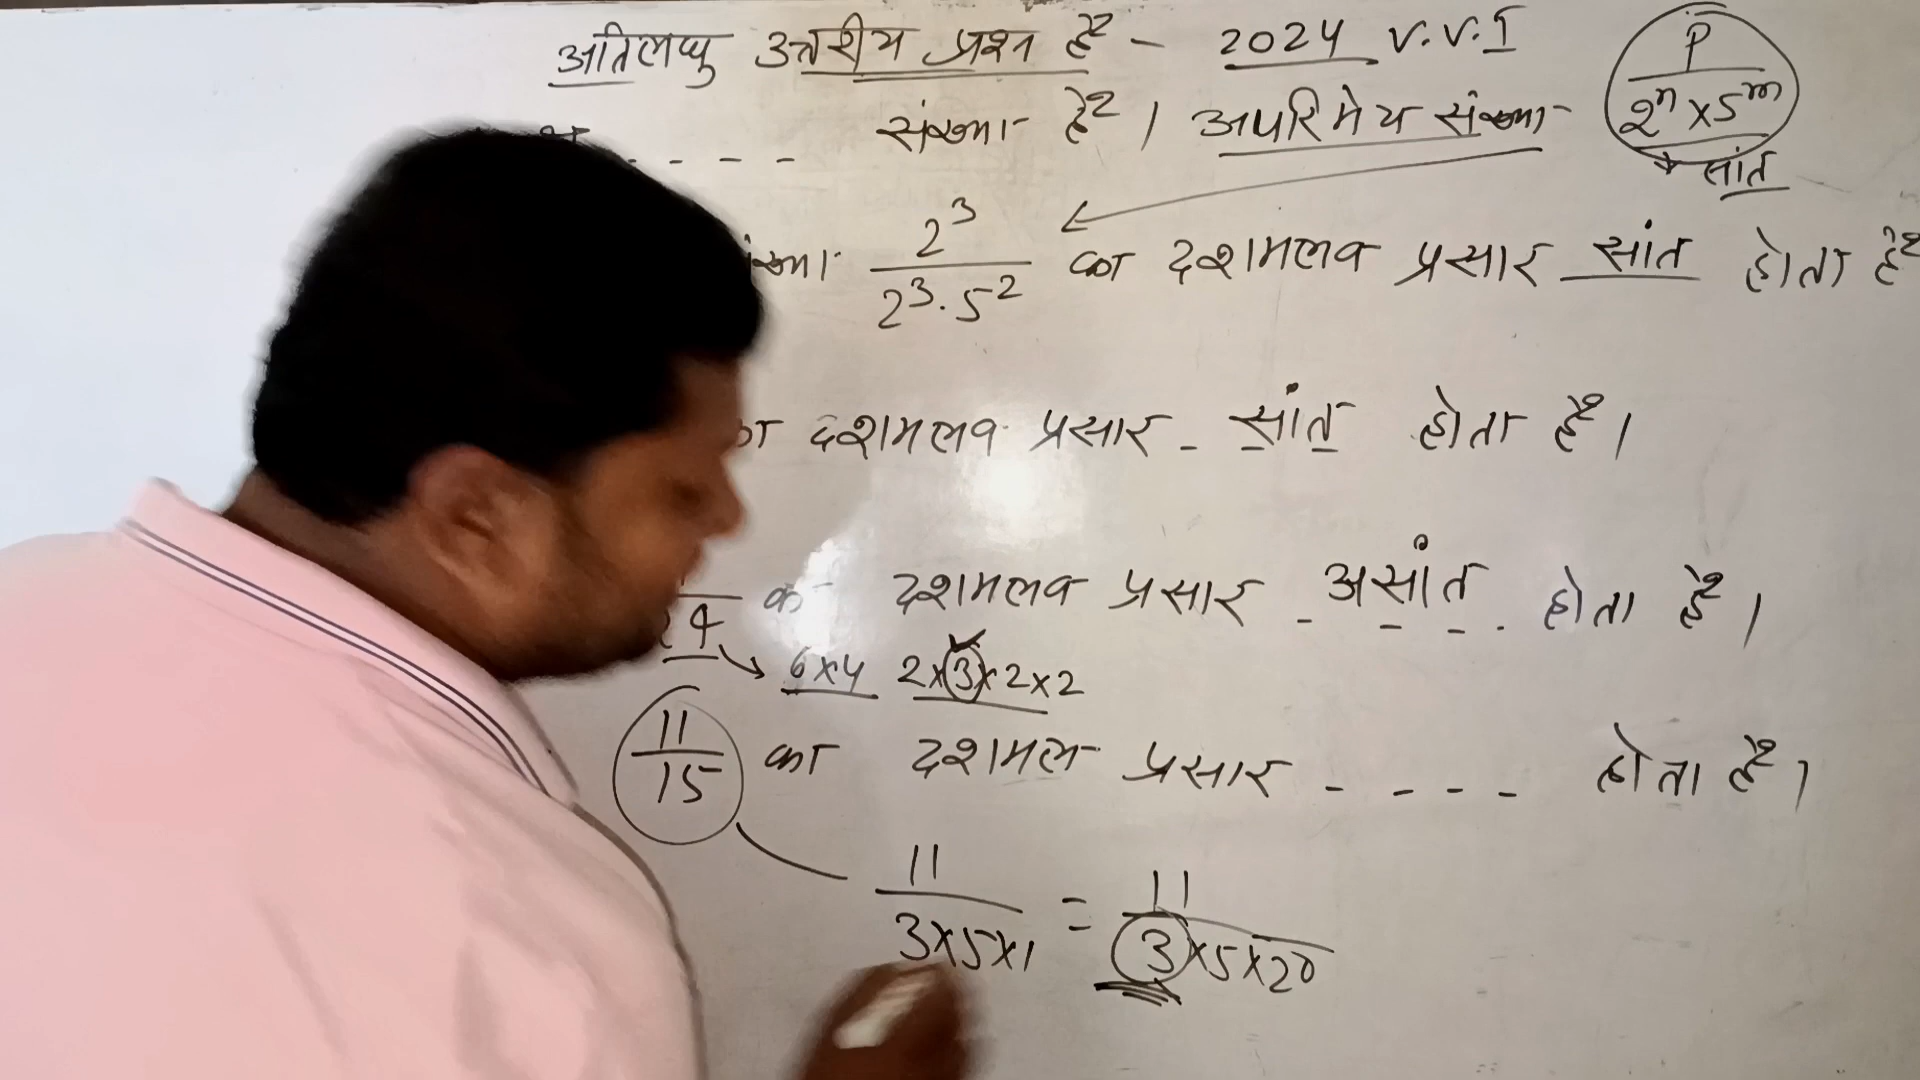 अतिलघु उत्तरीय प्रश्न है - 2024 V.V.I
P / 2ⁿ × 5ᵐ
सांत
- - - - संख्या है। अपरिमेय संख्या
2³ / 2³·5² का दशमलव प्रसार सांत होता है
दशमलव प्रसार - सांत होता है।
24 का दशमलव प्रसार - असांत - होता है।
6×4 2×3×2×2
11/15 का दशमल प्रसार - - - - होता है।
11 / 3×5×1 = 11 / 3×5×2⁰